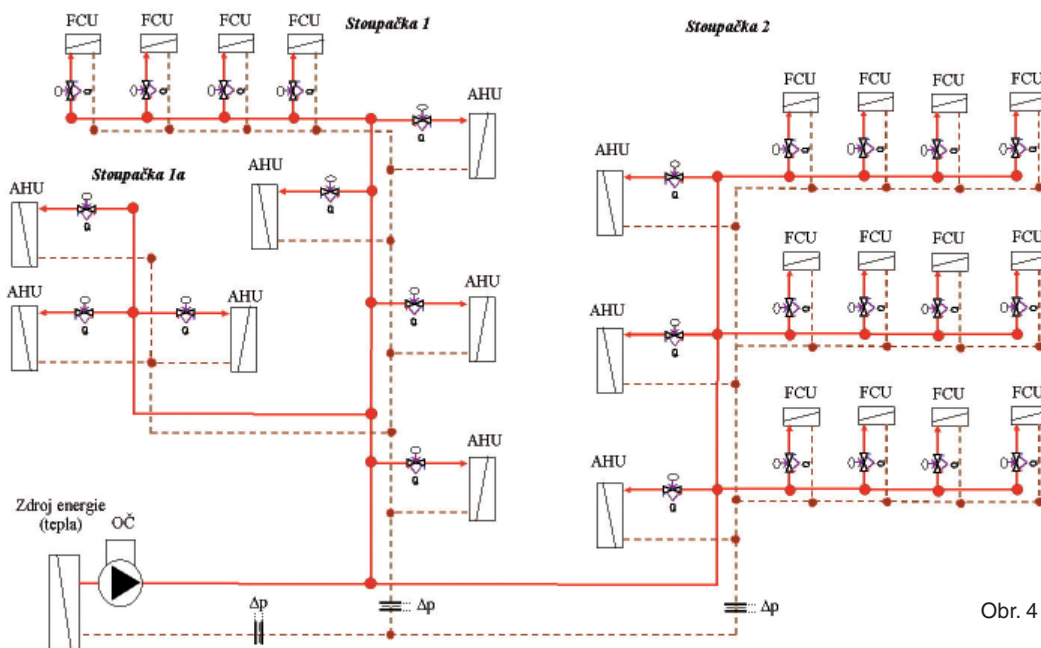 FCU FCU FCU FCU
Stoupačka 1
Stoupačka 2
AHU
Q
Q
Q
Q
Q
Stoupačka 1a
AHU
Q
AHU
Q
AHU
Q
AHU
Q
AHU
Q
AHU
Q
Zdroj energie
(tepla)
OČ
Δp
Δp
FCU FCU FCU FCU
AHU
Q
Q
Q
Q
Q
FCU FCU FCU FCU
AHU
Q
Q
Q
Q
Q
FCU FCU FCU FCU
AHU
Q
Q
Q
Q
Q
Δp
Obr. 4